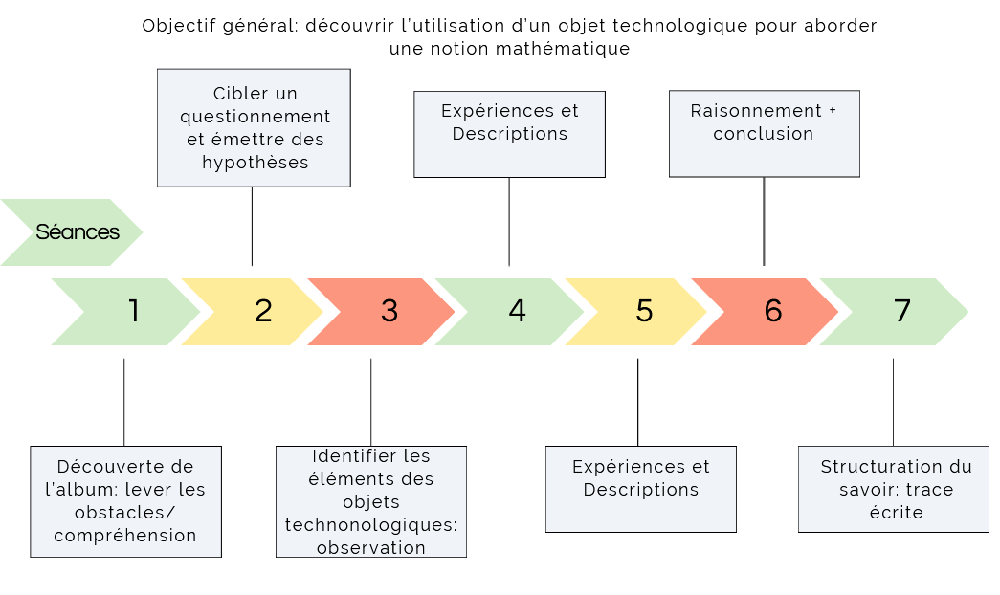 Objectif général: découvrir l'utilisation d'un objet technologique pour aborder
une notion mathématique
Cibler un
questionnement
et émettre des
hypothèses
Expériences et
Descriptions
Raisonnement +
conclusion
Séances
1
2
3
4
5
6
7
Découverte de
l'album: lever les
obstacles/
compréhension
Identifier les
éléments des
objets
technonologiques:
observation
Expériences et
Descriptions
Structuration du
savoir: trace
écrite